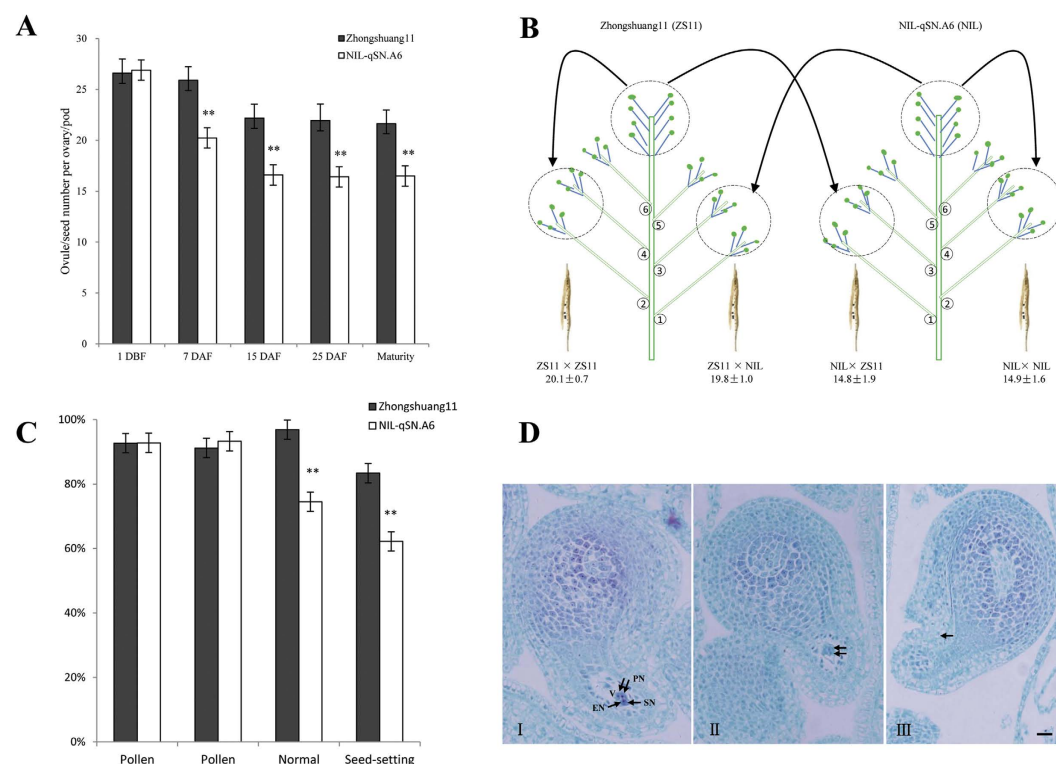 A
Zhongshuang11
NIL-qSN.A6
Ovule/seed number per ovary/pod
30
25
20
15
10
5
0
**
**
**
**
1 DBF 7 DAF 15 DAF 25 DAF Maturity
B
Zhongshuang11 (ZS11) NIL-qSN.A6 (NIL)
⑥ ⑥
⑤ ⑤
④ ③ ③ ④
② ②
① ①
ZS11 × ZS11 ZS11 × NIL NIL × ZS11 NIL × NIL
20.1±0.7 19.8±1.0 14.8±1.9 14.9±1.6
C
Zhongshuang11
NIL-qSN.A6
100%
80%
60%
40%
20%
0%
**
**
Pollen Pollen Normal Seed-setting
D
PN
V
EN SN
I II III